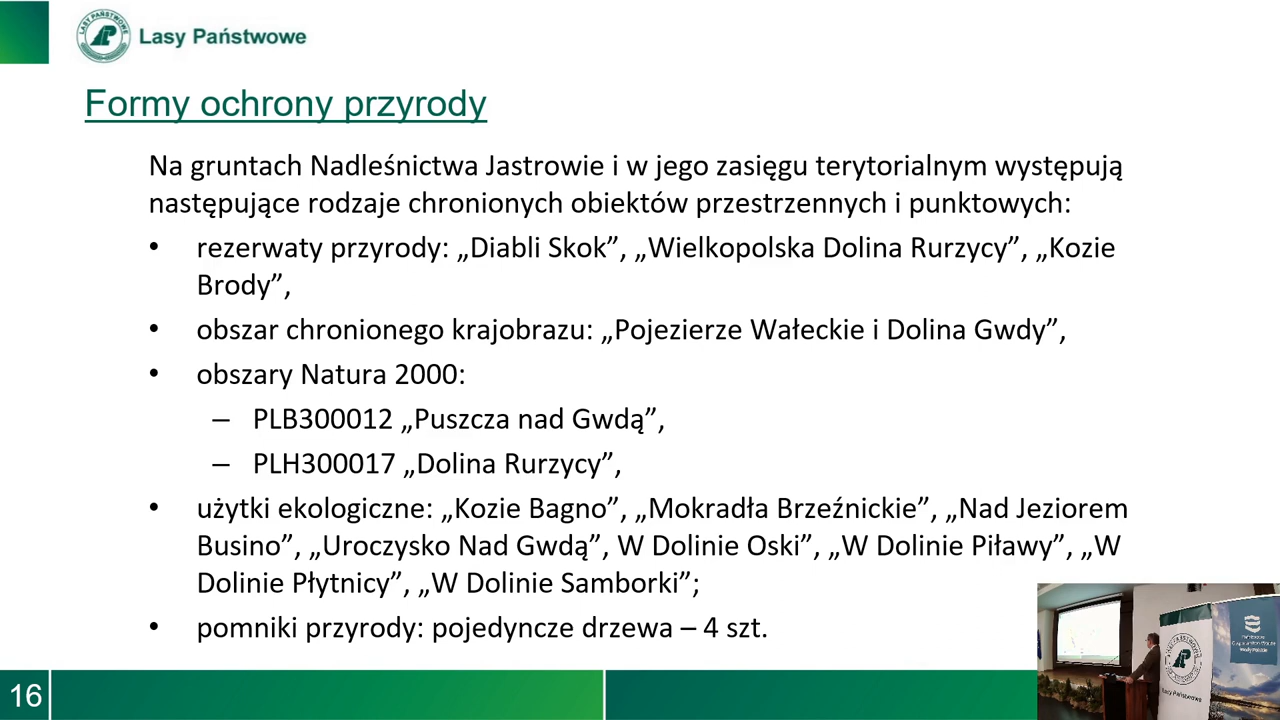 Lasy Państwowe
Formy ochrony przyrody
Na gruntach Nadleśnictwa Jastrowie i w jego zasięgu terytorialnym występują
następujące rodzaje chronionych obiektów przestrzennych i punktowych:
• rezerwaty przyrody: „Diabli Skok”, „Wielkopolska Dolina Rurzycy”, „Kozie
Brody”,
• obszar chronionego krajobrazu: „Pojezierze Wałeckie i Dolina Gwdy”,
• obszary Natura 2000:
– PLB300012 „Puszcza nad Gwdą”,
– PLH300017 „Dolina Rurzycy”,
• użytki ekologiczne: „Kozie Bagno”, „Mokradła Brzeźnickie”, „Nad Jeziorem
Busino”, „Uroczysko Nad Gwdą”, W Dolinie Oski”, „W Dolinie Piławy”, „W
Dolinie Płytnicy”, „W Dolinie Samborki”;
• pomniki przyrody: pojedyncze drzewa – 4 szt.
16
Lasy Państwowe